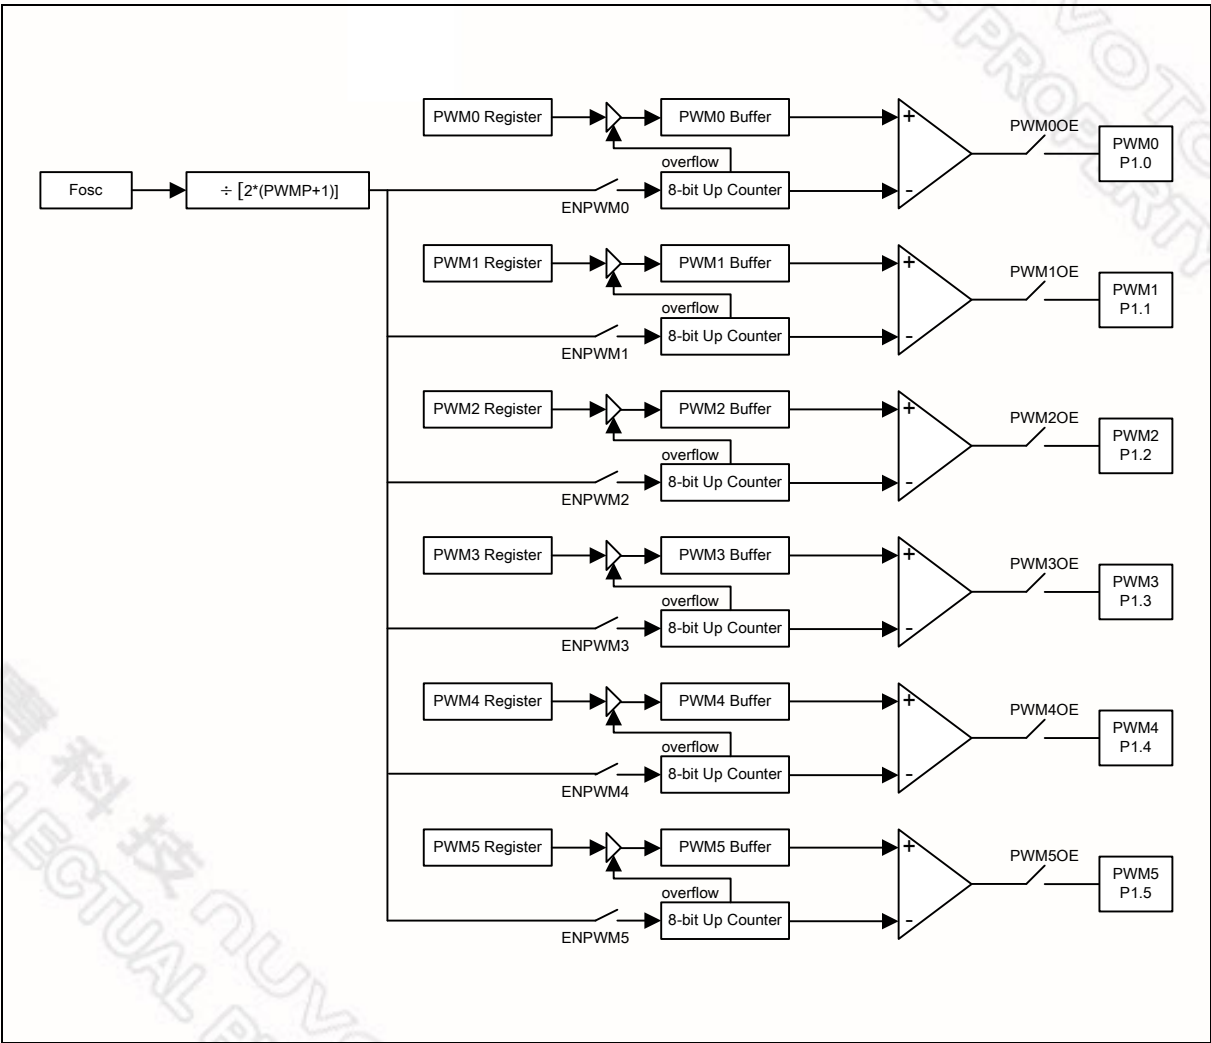 PWM0 Register
PWM0 Buffer
+
PWM0OE
PWM0
P1.0
overflow
Fosc
÷ [2*(PWMP+1)]
ENPWM0
8-bit Up Counter
-
PWM1 Register
PWM1 Buffer
+
PWM1OE
PWM1
P1.1
overflow
ENPWM1
8-bit Up Counter
-
PWM2 Register
PWM2 Buffer
+
PWM2OE
PWM2
P1.2
overflow
ENPWM2
8-bit Up Counter
-
PWM3 Register
PWM3 Buffer
+
PWM3OE
PWM3
P1.3
overflow
ENPWM3
8-bit Up Counter
-
PWM4 Register
PWM4 Buffer
+
PWM4OE
PWM4
P1.4
overflow
ENPWM4
8-bit Up Counter
-
PWM5 Register
PWM5 Buffer
+
PWM5OE
PWM5
P1.5
overflow
ENPWM5
8-bit Up Counter
-
PROPERTY
科技